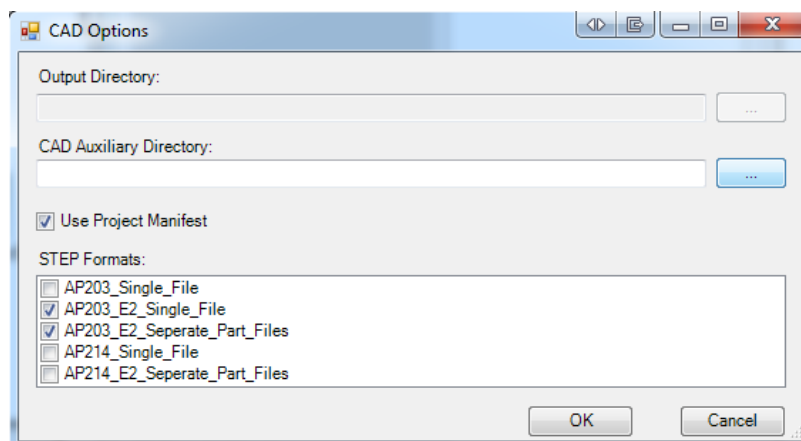 CAD Options
Output Directory:
...
CAD Auxiliary Directory:
...
Use Project Manifest
STEP Formats:
AP203_Single_File
AP203_E2_Single_File
AP203_E2_Seperate_Part_Files
AP214_Single_File
AP214_E2_Seperate_Part_Files
OK Cancel